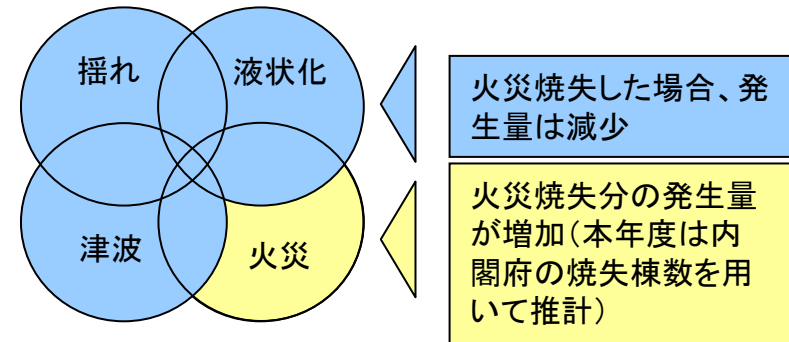 揺れ
液状化
津波
火災
火災焼失した場合、発
生量は減少
火災焼失分の発生量
が増加(本年度は内
閣府の焼失棟数を用
いて推計)